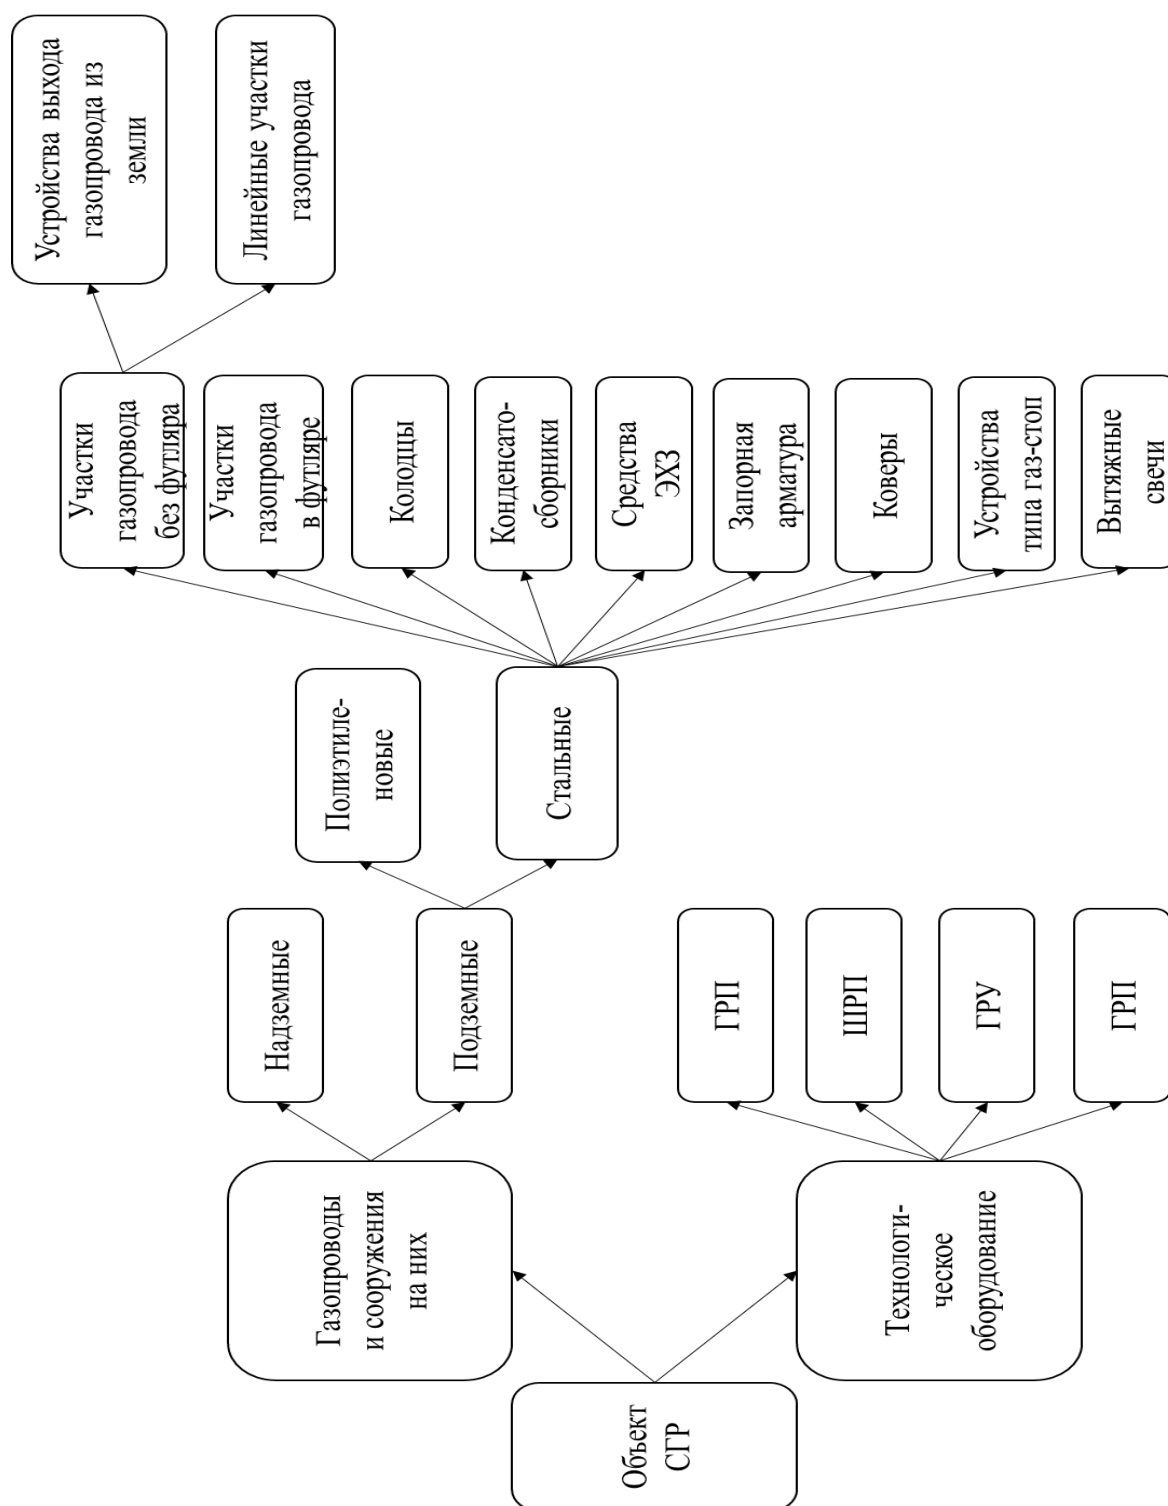 Объект
СГР
Газопроводы
и сооружения
на них
Технологи-
ческое
оборудование
Надземные
Подземные
ГРП
ШРП
ГРУ
ГРП
Полиэтиле-
новые
Стальные
Участки
газопровода
без футляра
Участки
газопровода
в футляре
Колодцы
Конденсато-
сборники
Средства
ЭХЗ
Запорная
арматура
Коверы
Устройства
типа газ-стоп
Вытяжные
свечи
Устройства выхода
газопровода из
земли
Линейные участки
газопровода